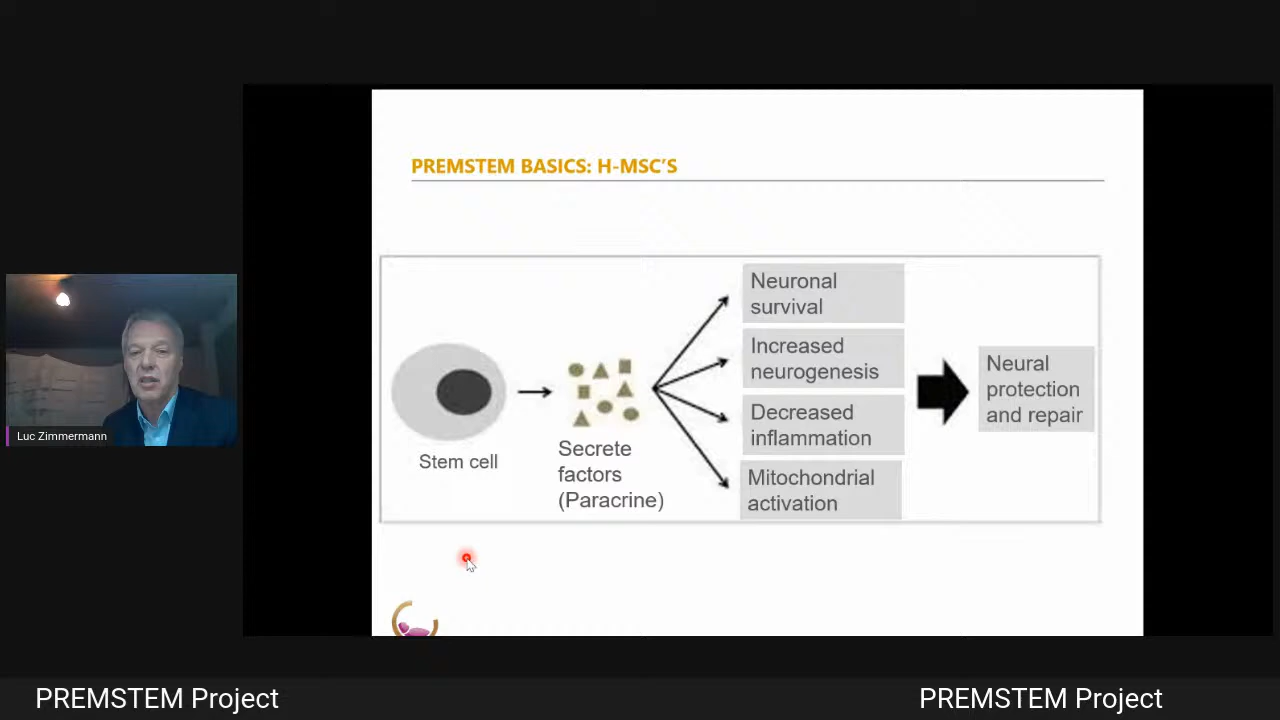 PREMSTEM BASICS: H-MSC'S
Stem cell
Secrete
factors
(Paracrine)
Neuronal
survival
Increased
neurogenesis
Decreased
inflammation
Mitochondrial
activation
Neural
protection
and repair
Luc Zimmermann
PREMSTEM Project
PREMSTEM Project